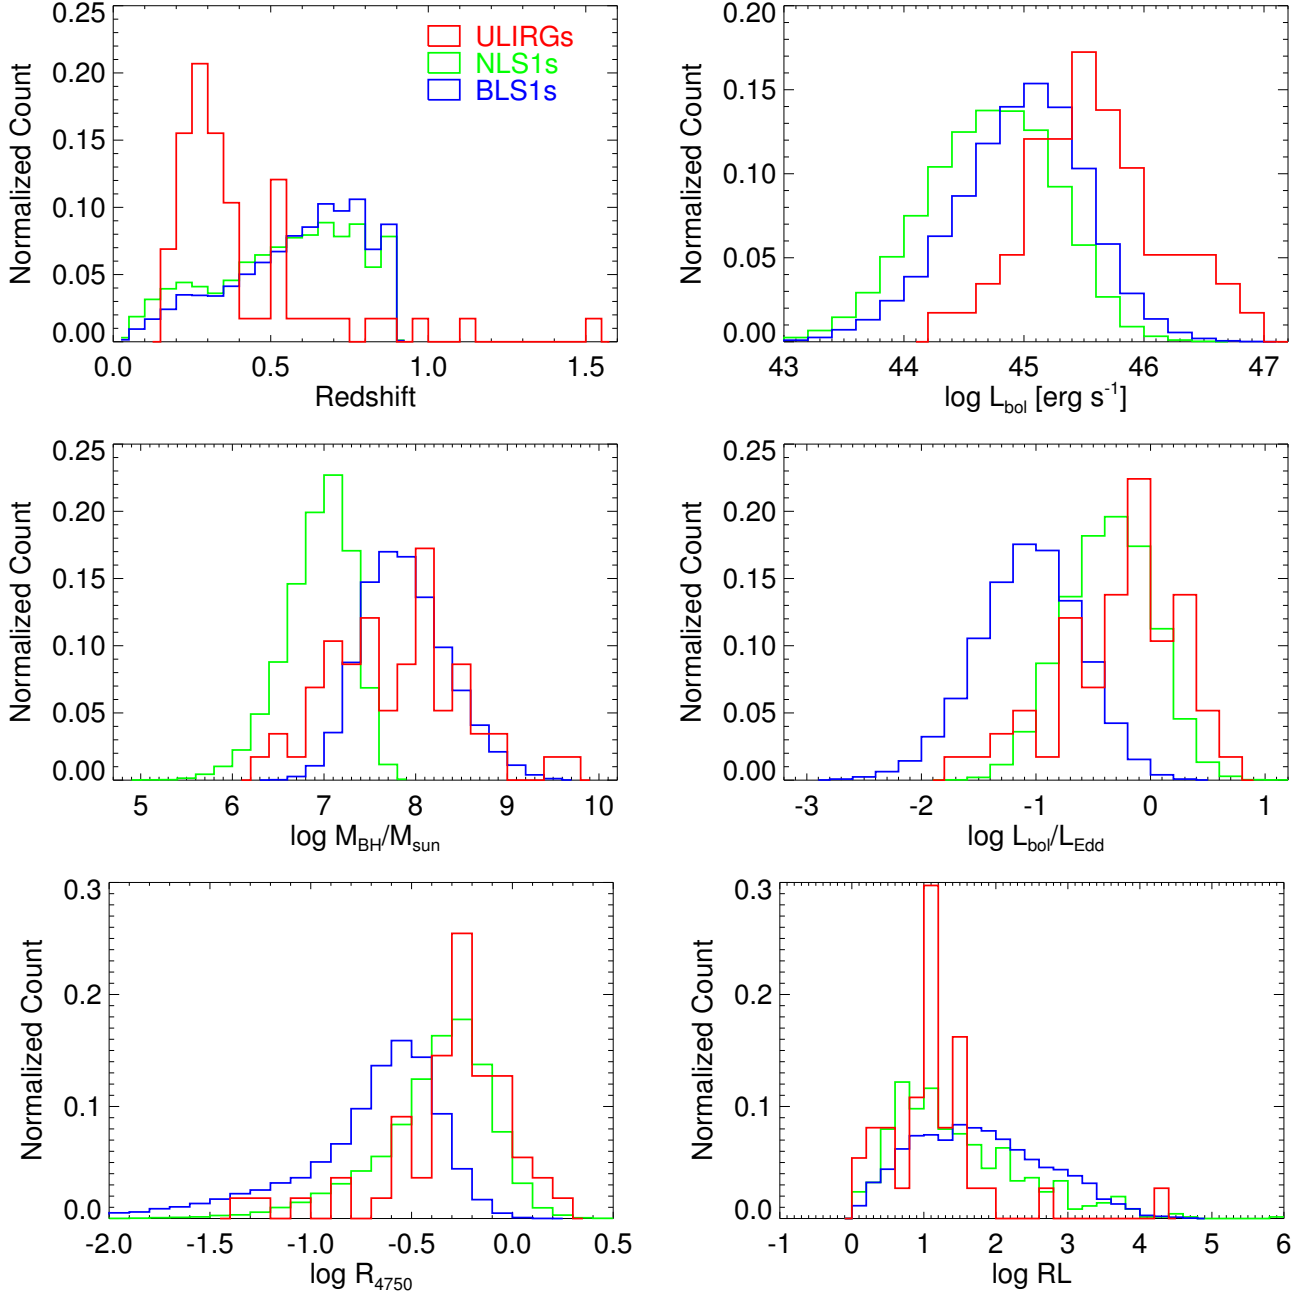 Normalized Count
0.25
0.20
0.15
0.10
0.05
0.00
0.0 0.5 1.0 1.5
Redshift
ULIRGs
NLS1s
BLS1s
Normalized Count
0.20
0.15
0.10
0.05
0.00
43 44 45 46 47
log L_bol [erg s^-1]
Normalized Count
0.25
0.20
0.15
0.10
0.05
0.00
5 6 7 8 9 10
log M_BH/M_sun
Normalized Count
0.25
0.20
0.15
0.10
0.05
0.00
-3 -2 -1 0 1
log L_bol/L_Edd
Normalized Count
0.3
0.2
0.1
0.0
-2.0 -1.5 -1.0 -0.5 0.0 0.5
log R_4750
Normalized Count
0.3
0.2
0.1
0.0
-1 0 1 2 3 4 5 6
log RL